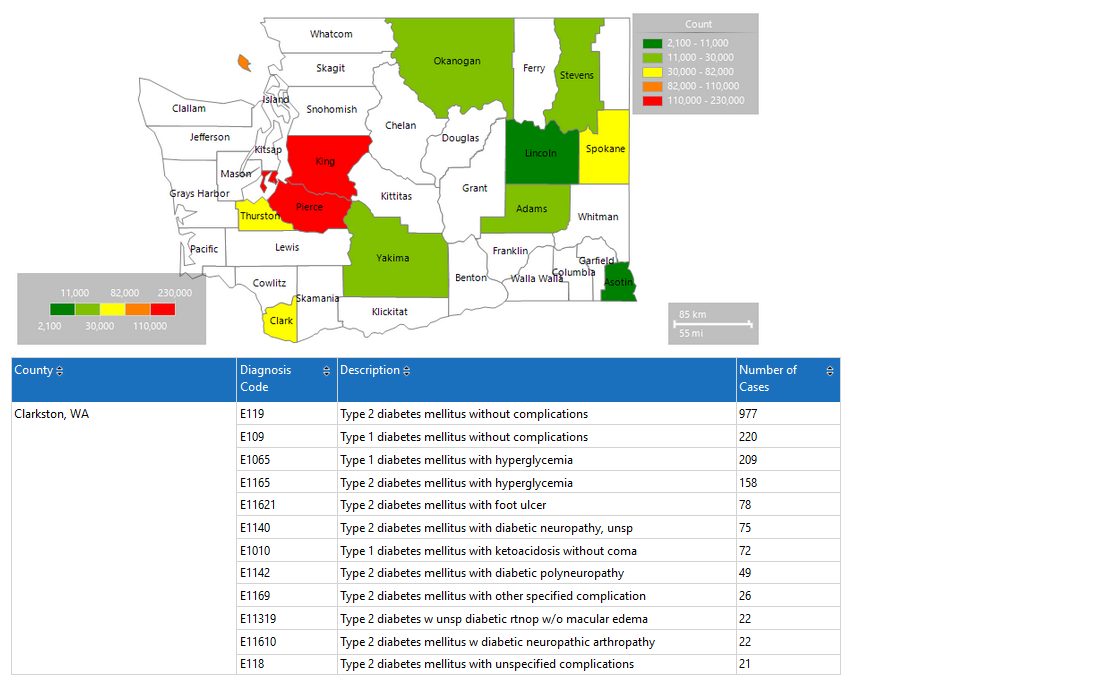 Whatcom
Count
2,100 - 11,000
11,000 - 30,000
30,000 - 82,000
82,000 - 110,000
110,000 - 230,000
Okanogan
Skagit
Ferry
Stevens
Island
Clallam
Snohomish
Chelan
Jefferson
Douglas
Kitsap
Lincoln
Spokane
King
Mason
Grant
Grays Harbor
Kittitas
Pierce
Adams
Thurston
Whitman
Pacific
Lewis
Franklin
Yakima
Garfield
Columbia
Walla Walla
Benton
Asotin
Cowlitz
Skamania
Klickitat
Clark
11,000 82,000 230,000
2,100 30,000 110,000
85 km
55 mi
County Diagnosis Code Description Number of Cases
Clarkston, WA E119 Type 2 diabetes mellitus without complications 977
E109 Type 1 diabetes mellitus without complications 220
E1065 Type 1 diabetes mellitus with hyperglycemia 209
E1165 Type 2 diabetes mellitus with hyperglycemia 158
E11621 Type 2 diabetes mellitus with foot ulcer 78
E1140 Type 2 diabetes mellitus with diabetic neuropathy, unsp 75
E1010 Type 1 diabetes mellitus with ketoacidosis without coma 72
E1142 Type 2 diabetes mellitus with diabetic polyneuropathy 49
E1169 Type 2 diabetes mellitus with other specified complication 26
E11319 Type 2 diabetes w unsp diabetic rtnop w/o macular edema 22
E11610 Type 2 diabetes mellitus w diabetic neuropathic arthropathy 22
E118 Type 2 diabetes mellitus with unspecified complications 21